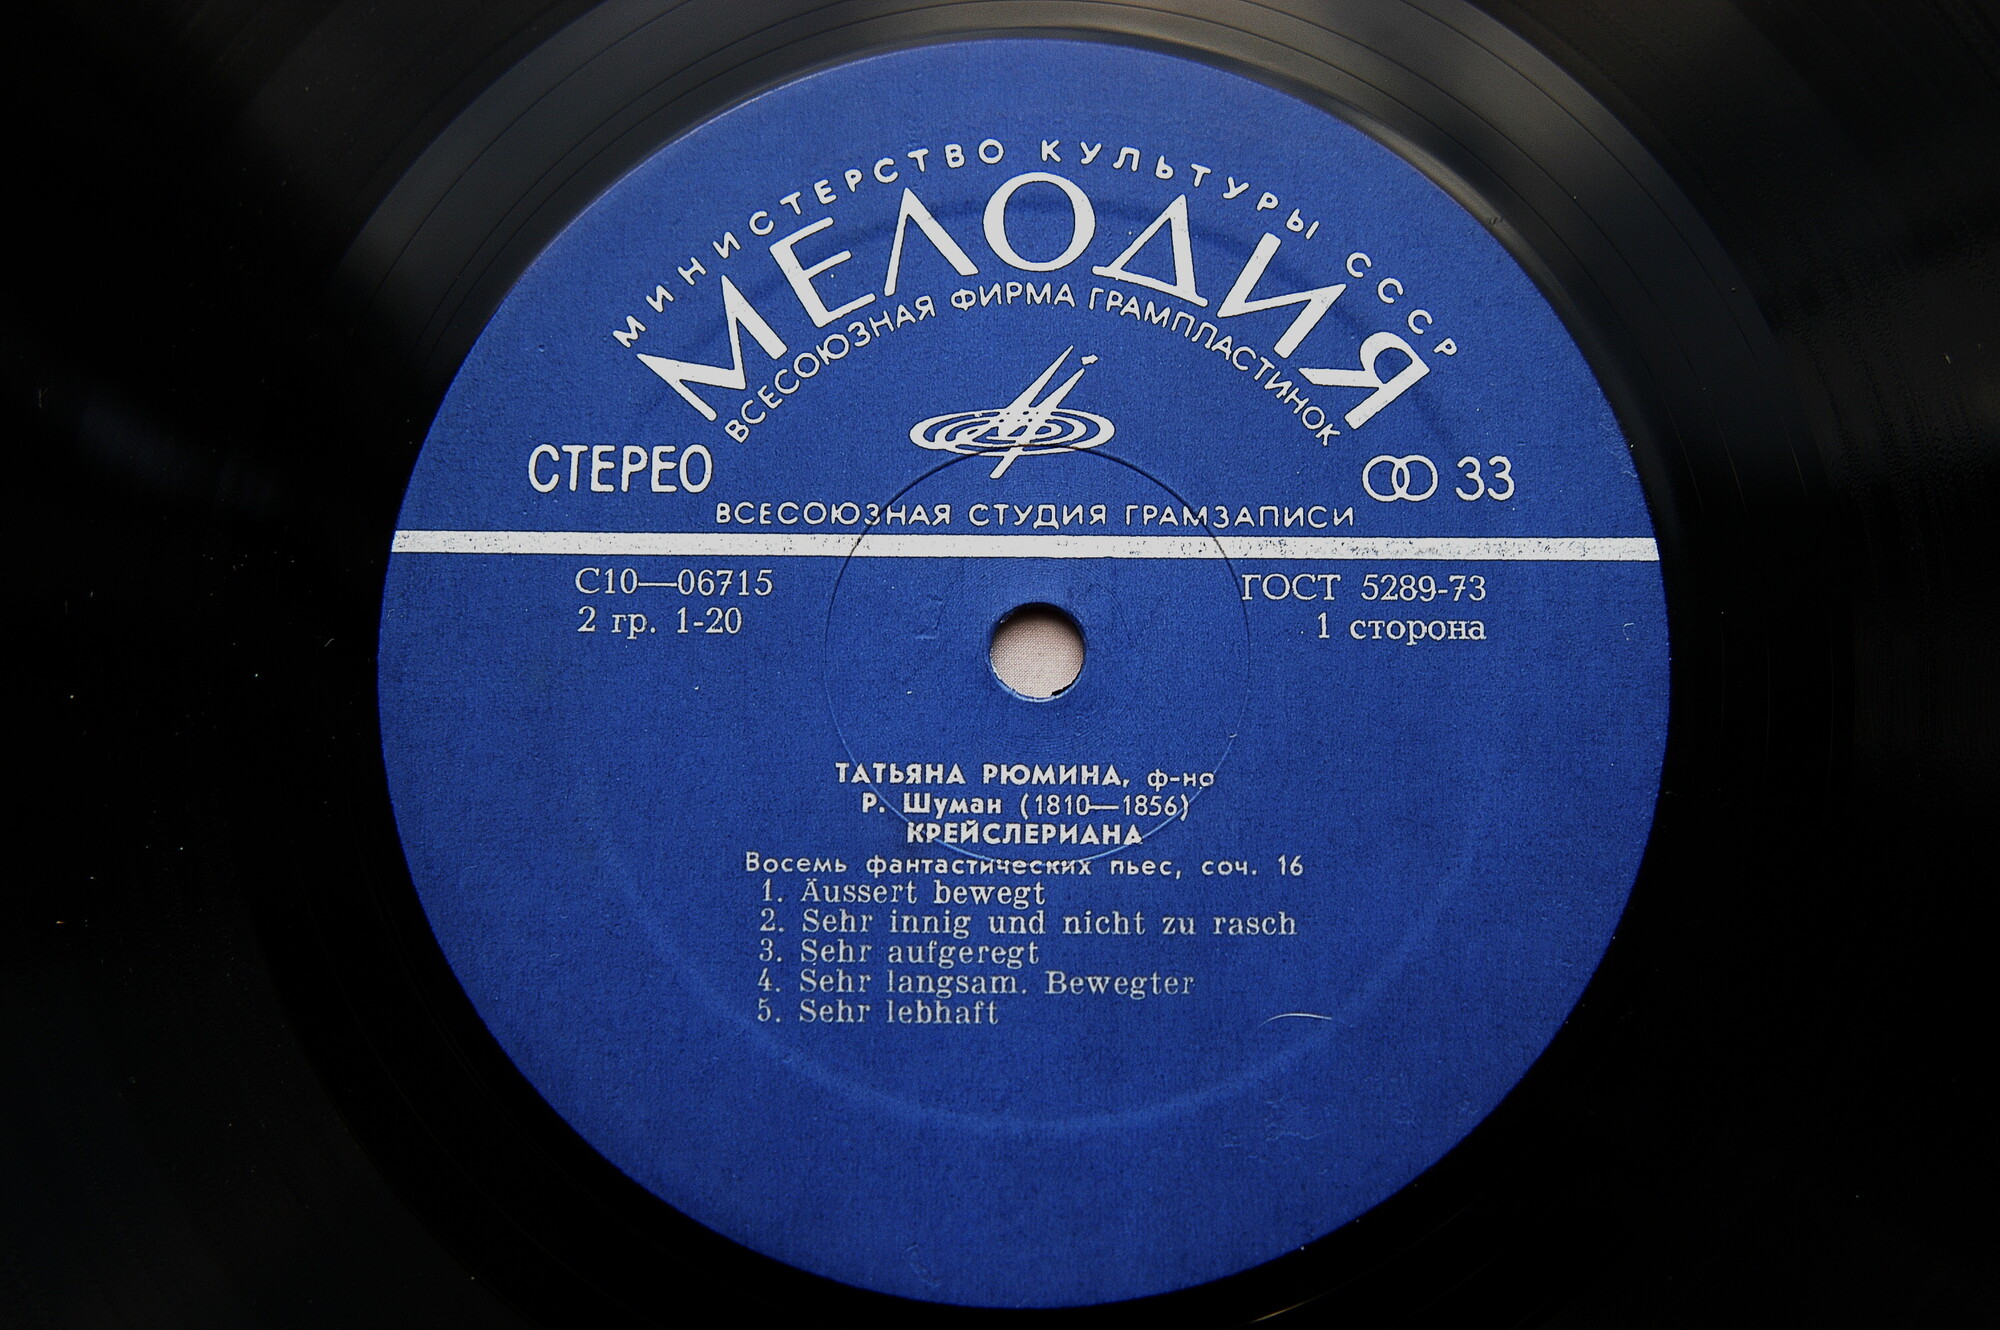 МИНИСТЕРСТВО КУЛЬТУРЫ СССР
МЕЛОДИЯ
ВСЕСОЮЗНАЯ ФИРМА ГРАМПЛАСТИНОК
СТЕРЕО
33
ВСЕСОЮЗНАЯ СТУДИЯ ГРАМЗАПИСИ
С10—06715
ГОСТ 5289-73
2 гр. 1-20
1 сторона
ТАТЬЯНА РЮМИНА, ф-но
Р. Шуман (1810—1856)
КРЕЙСЛЕРИАНА
Восемь фантастических пьес, соч. 16
1. Äussert bewegt
2. Sehr innig und nicht zu rasch
3. Sehr aufgeregt
4. Sehr langsam. Bewegter
5. Sehr lebhaft